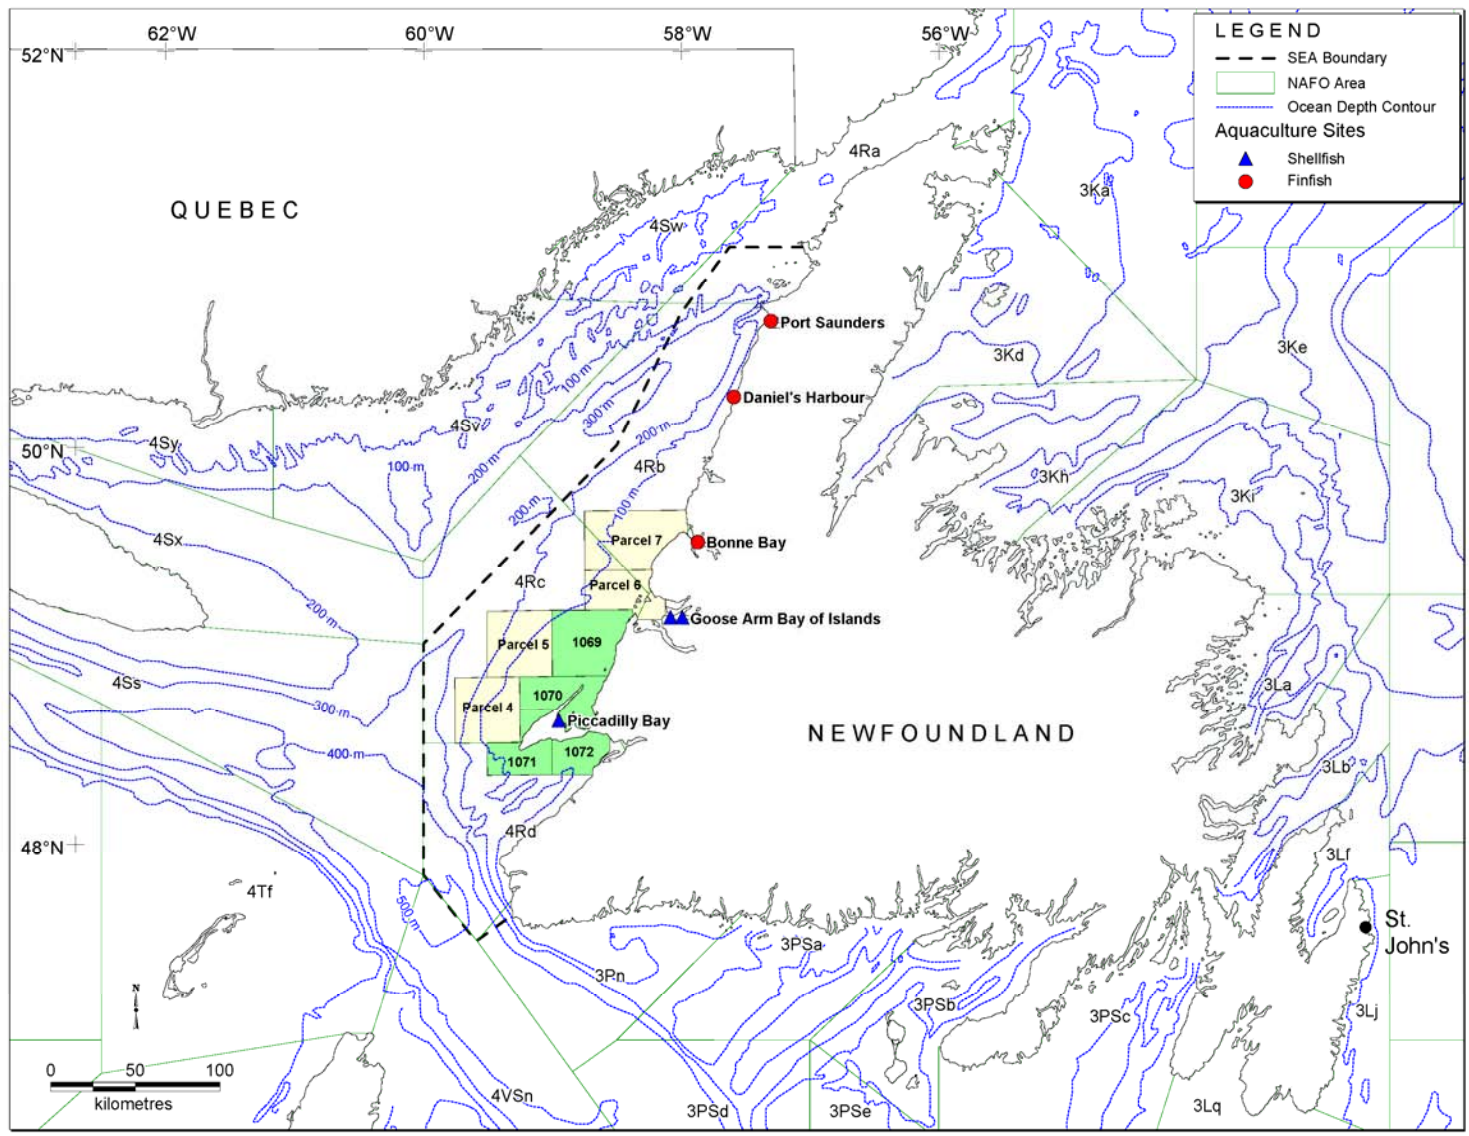 62°W
60°W
58°W
56°W
52°N
LEGEND
SEA Boundary
NAFO Area
Ocean Depth Contour
Aquaculture Sites
Shellfish
Finfish
4Ra
3Ka
QUEBEC
4Sw
Port Saunders
3Ke
3Kd
100 m
Daniel's Harbour
300 m
4Sv
200 m
4Sy
50°N
100 m
200 m
4Rb
3Kh
3Ki
200 m
100 m
4Sx
Parcel 7
Bonne Bay
4Rc
Parcel 6
200 m
Goose Arm Bay of Islands
Parcel 5
1069
4Ss
3La
1070
300 m
Parcel 4
Piccadilly Bay
NEWFOUNDLAND
400 m
1072
1071
3Lb
4Rd
48°N
3Lf
4Tf
500 m
St.
John's
3PSa
3Pn
N
3PSb
3PSc
3Lj
0 50 100
kilometres
4VSn
3PSd
3PSe
3Lq